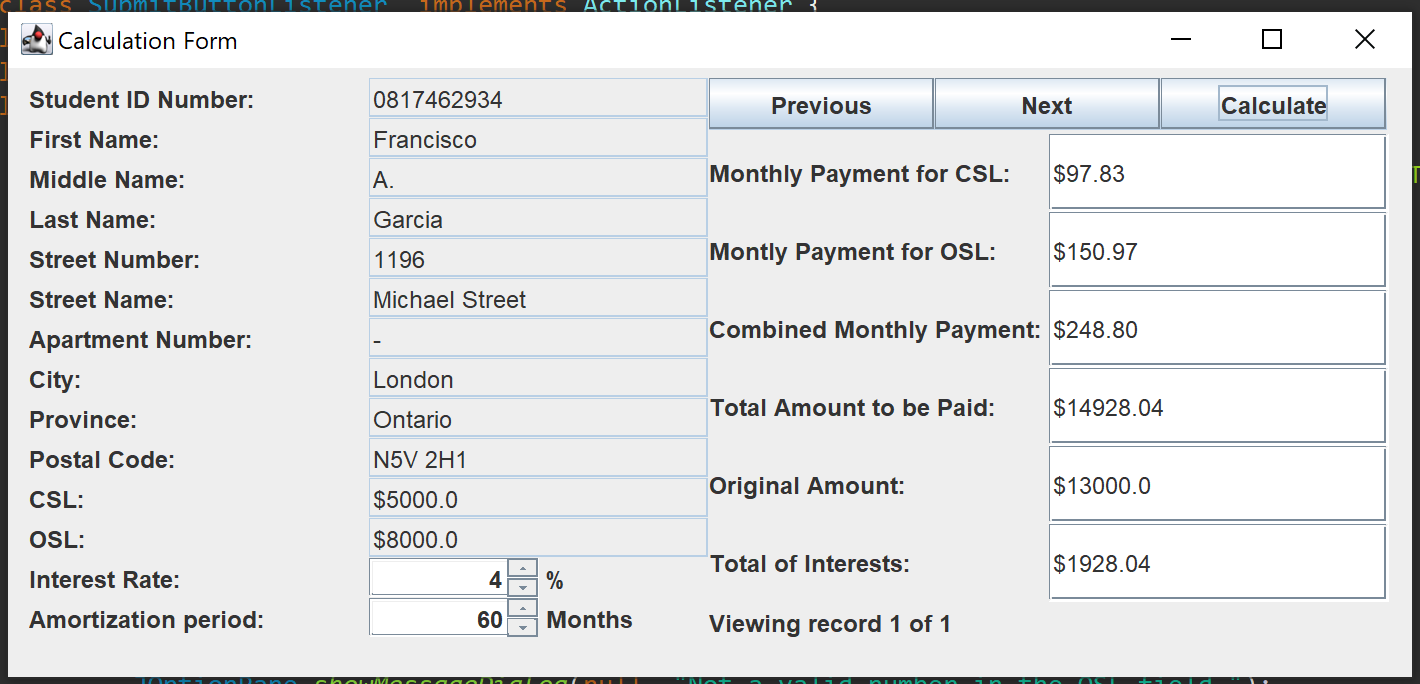 class SubmitButtonListener implements ActionListener {
Calculation Form
Student ID Number: 0817462934
First Name: Francisco
Middle Name: A.
Last Name: Garcia
Street Number: 1196
Street Name: Michael Street
Apartment Number: -
City: London
Province: Ontario
Postal Code: N5V 2H1
CSL: $5000.0
OSL: $8000.0
Interest Rate: 4 %
Amortization period: 60 Months
Previous Next Calculate
Monthly Payment for CSL: $97.83
Montly Payment for OSL: $150.97
Combined Monthly Payment: $248.80
Total Amount to be Paid: $14928.04
Original Amount: $13000.0
Total of Interests: $1928.04
Viewing record 1 of 1
JOptionPane.showMessageDialog(null, "Not a valid number in the OSL field.");